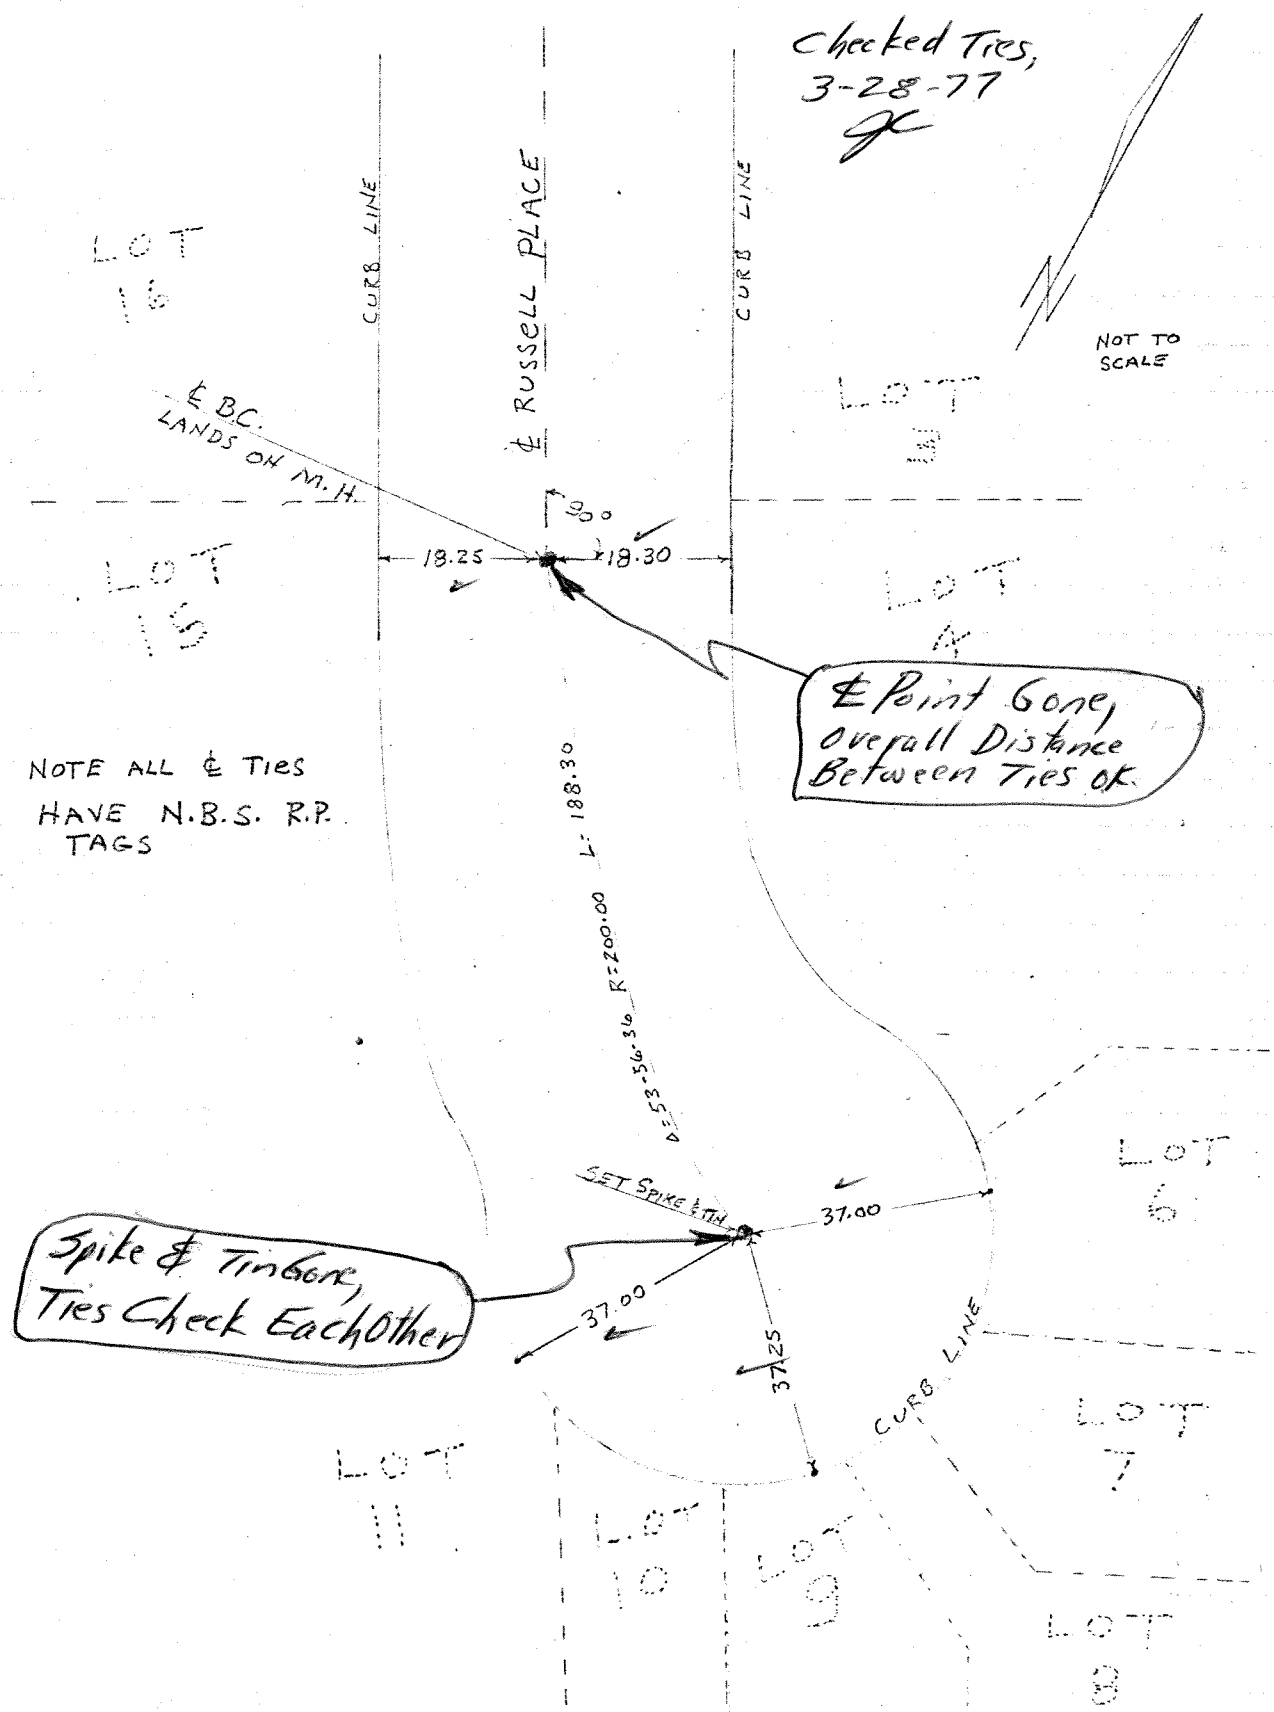 Checked Ties,
3-28-77
JC
N
NOT TO
SCALE
CURB LINE
℄ RUSSELL PLACE
CURB LINE
LOT
16
LOT
3
℄ B.C.
LANDS ON M.H.
90°
18.25
18.30
LOT
15
LOT
4
℄ Point Gone,
Overall Distance
Between Ties OK.
NOTE ALL ℄ TIES
HAVE N.B.S. R.P.
TAGS
Δ=53-56-36 R=200.00 L=188.30
LOT
6
SET SPIKE & TIN
37.00
Spike & Tin Gone,
Ties Check Each Other
37.00
37.25
CURB LINE
LOT
7
LOT
11
LOT
10
LOT
9
LOT
8